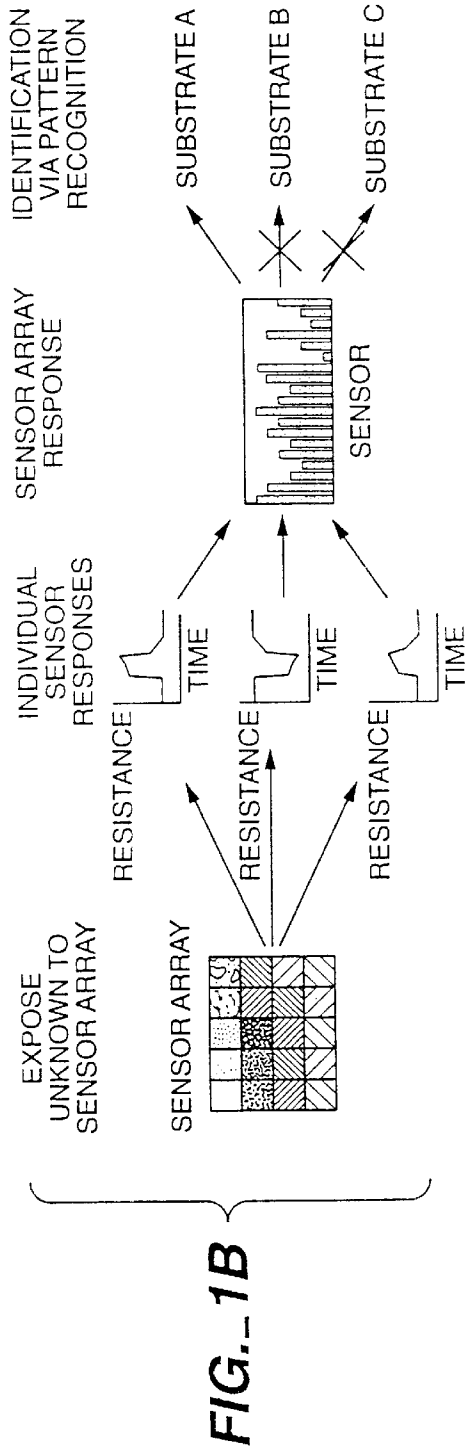 FIG._1B
EXPOSE
UNKNOWN TO
SENSOR ARRAY
SENSOR ARRAY
INDIVIDUAL
SENSOR
RESPONSES
RESISTANCE
TIME
RESISTANCE
TIME
RESISTANCE
TIME
SENSOR ARRAY
RESPONSE
SENSOR
IDENTIFICATION
VIA PATTERN
RECOGNITION
SUBSTRATE A
SUBSTRATE B
SUBSTRATE C